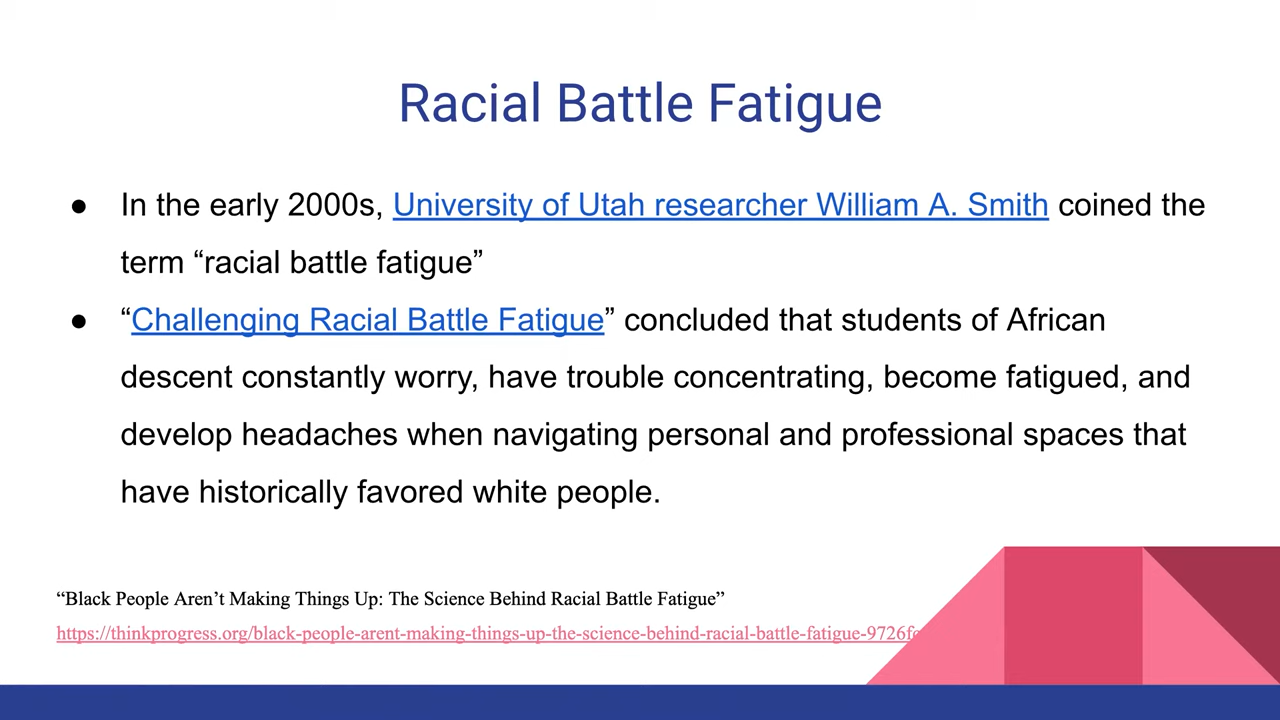 Racial Battle Fatigue
● In the early 2000s, University of Utah researcher William A. Smith coined the
term “racial battle fatigue”
● “Challenging Racial Battle Fatigue” concluded that students of African
descent constantly worry, have trouble concentrating, become fatigued, and
develop headaches when navigating personal and professional spaces that
have historically favored white people.
“Black People Aren’t Making Things Up: The Science Behind Racial Battle Fatigue”
https://thinkprogress.org/black-people-arent-making-things-up-the-science-behind-racial-battle-fatigue-9726f